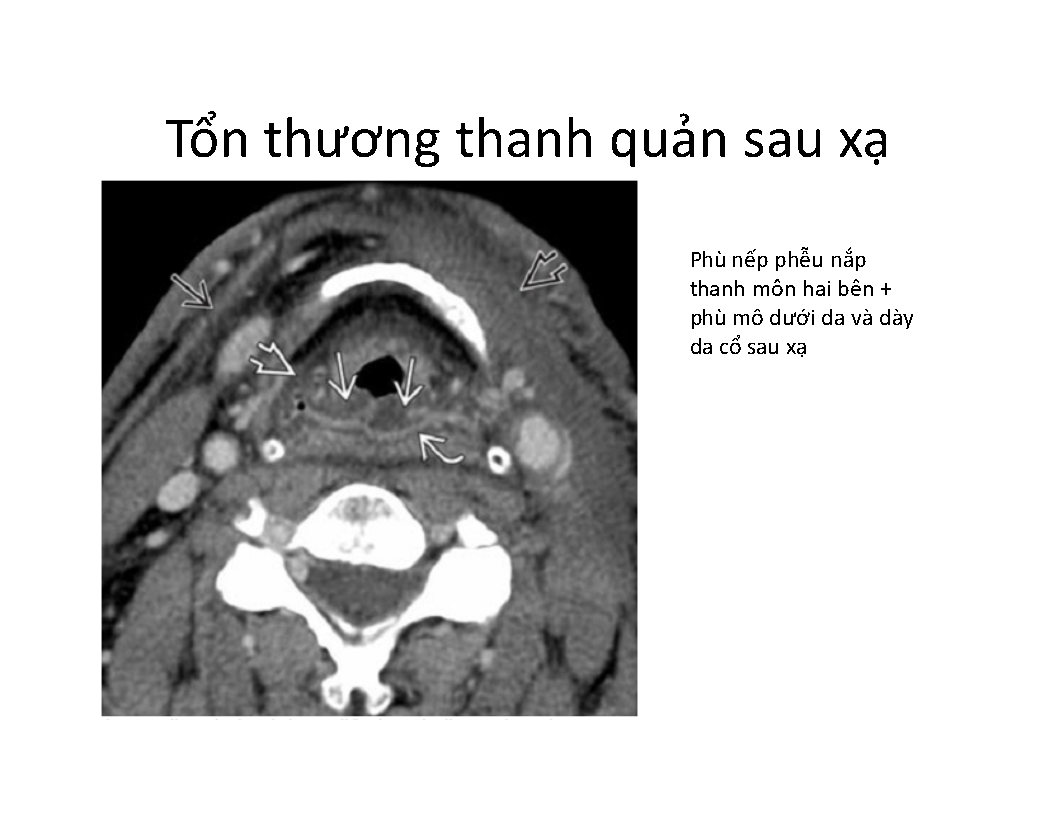 Tổn thương thanh quản sau xạ
Phù nếp phễu nắp
thanh môn hai bên +
phù mô dưới da và dày
da cổ sau xạ